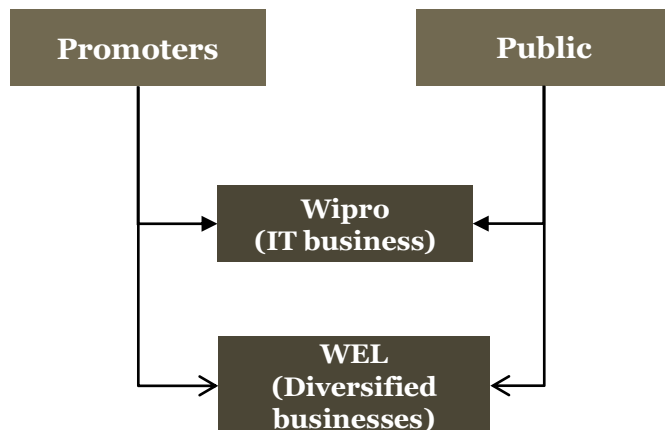 Promoters
Public
Wipro
(IT business)
WEL
(Diversified
businesses)